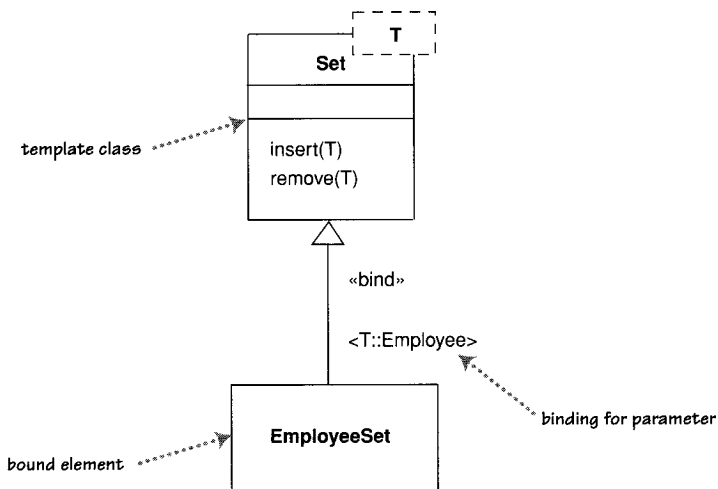 T
Set
template class
insert(T)
remove(T)
«bind»
<T::Employee>
binding for parameter
EmployeeSet
bound element